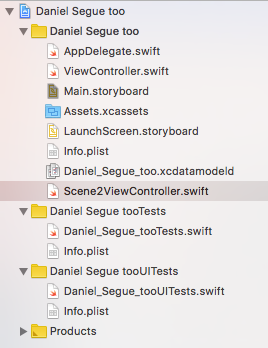 Daniel Segue too
Daniel Segue too
AppDelegate.swift
ViewController.swift
Main.storyboard
Assets.xcassets
LaunchScreen.storyboard
Info.plist
Daniel_Segue_too.xcdatamodeld
Scene2ViewController.swift
Daniel Segue tooTests
Daniel_Segue_tooTests.swift
Info.plist
Daniel Segue tooUITests
Daniel_Segue_tooUITests.swift
Info.plist
Products